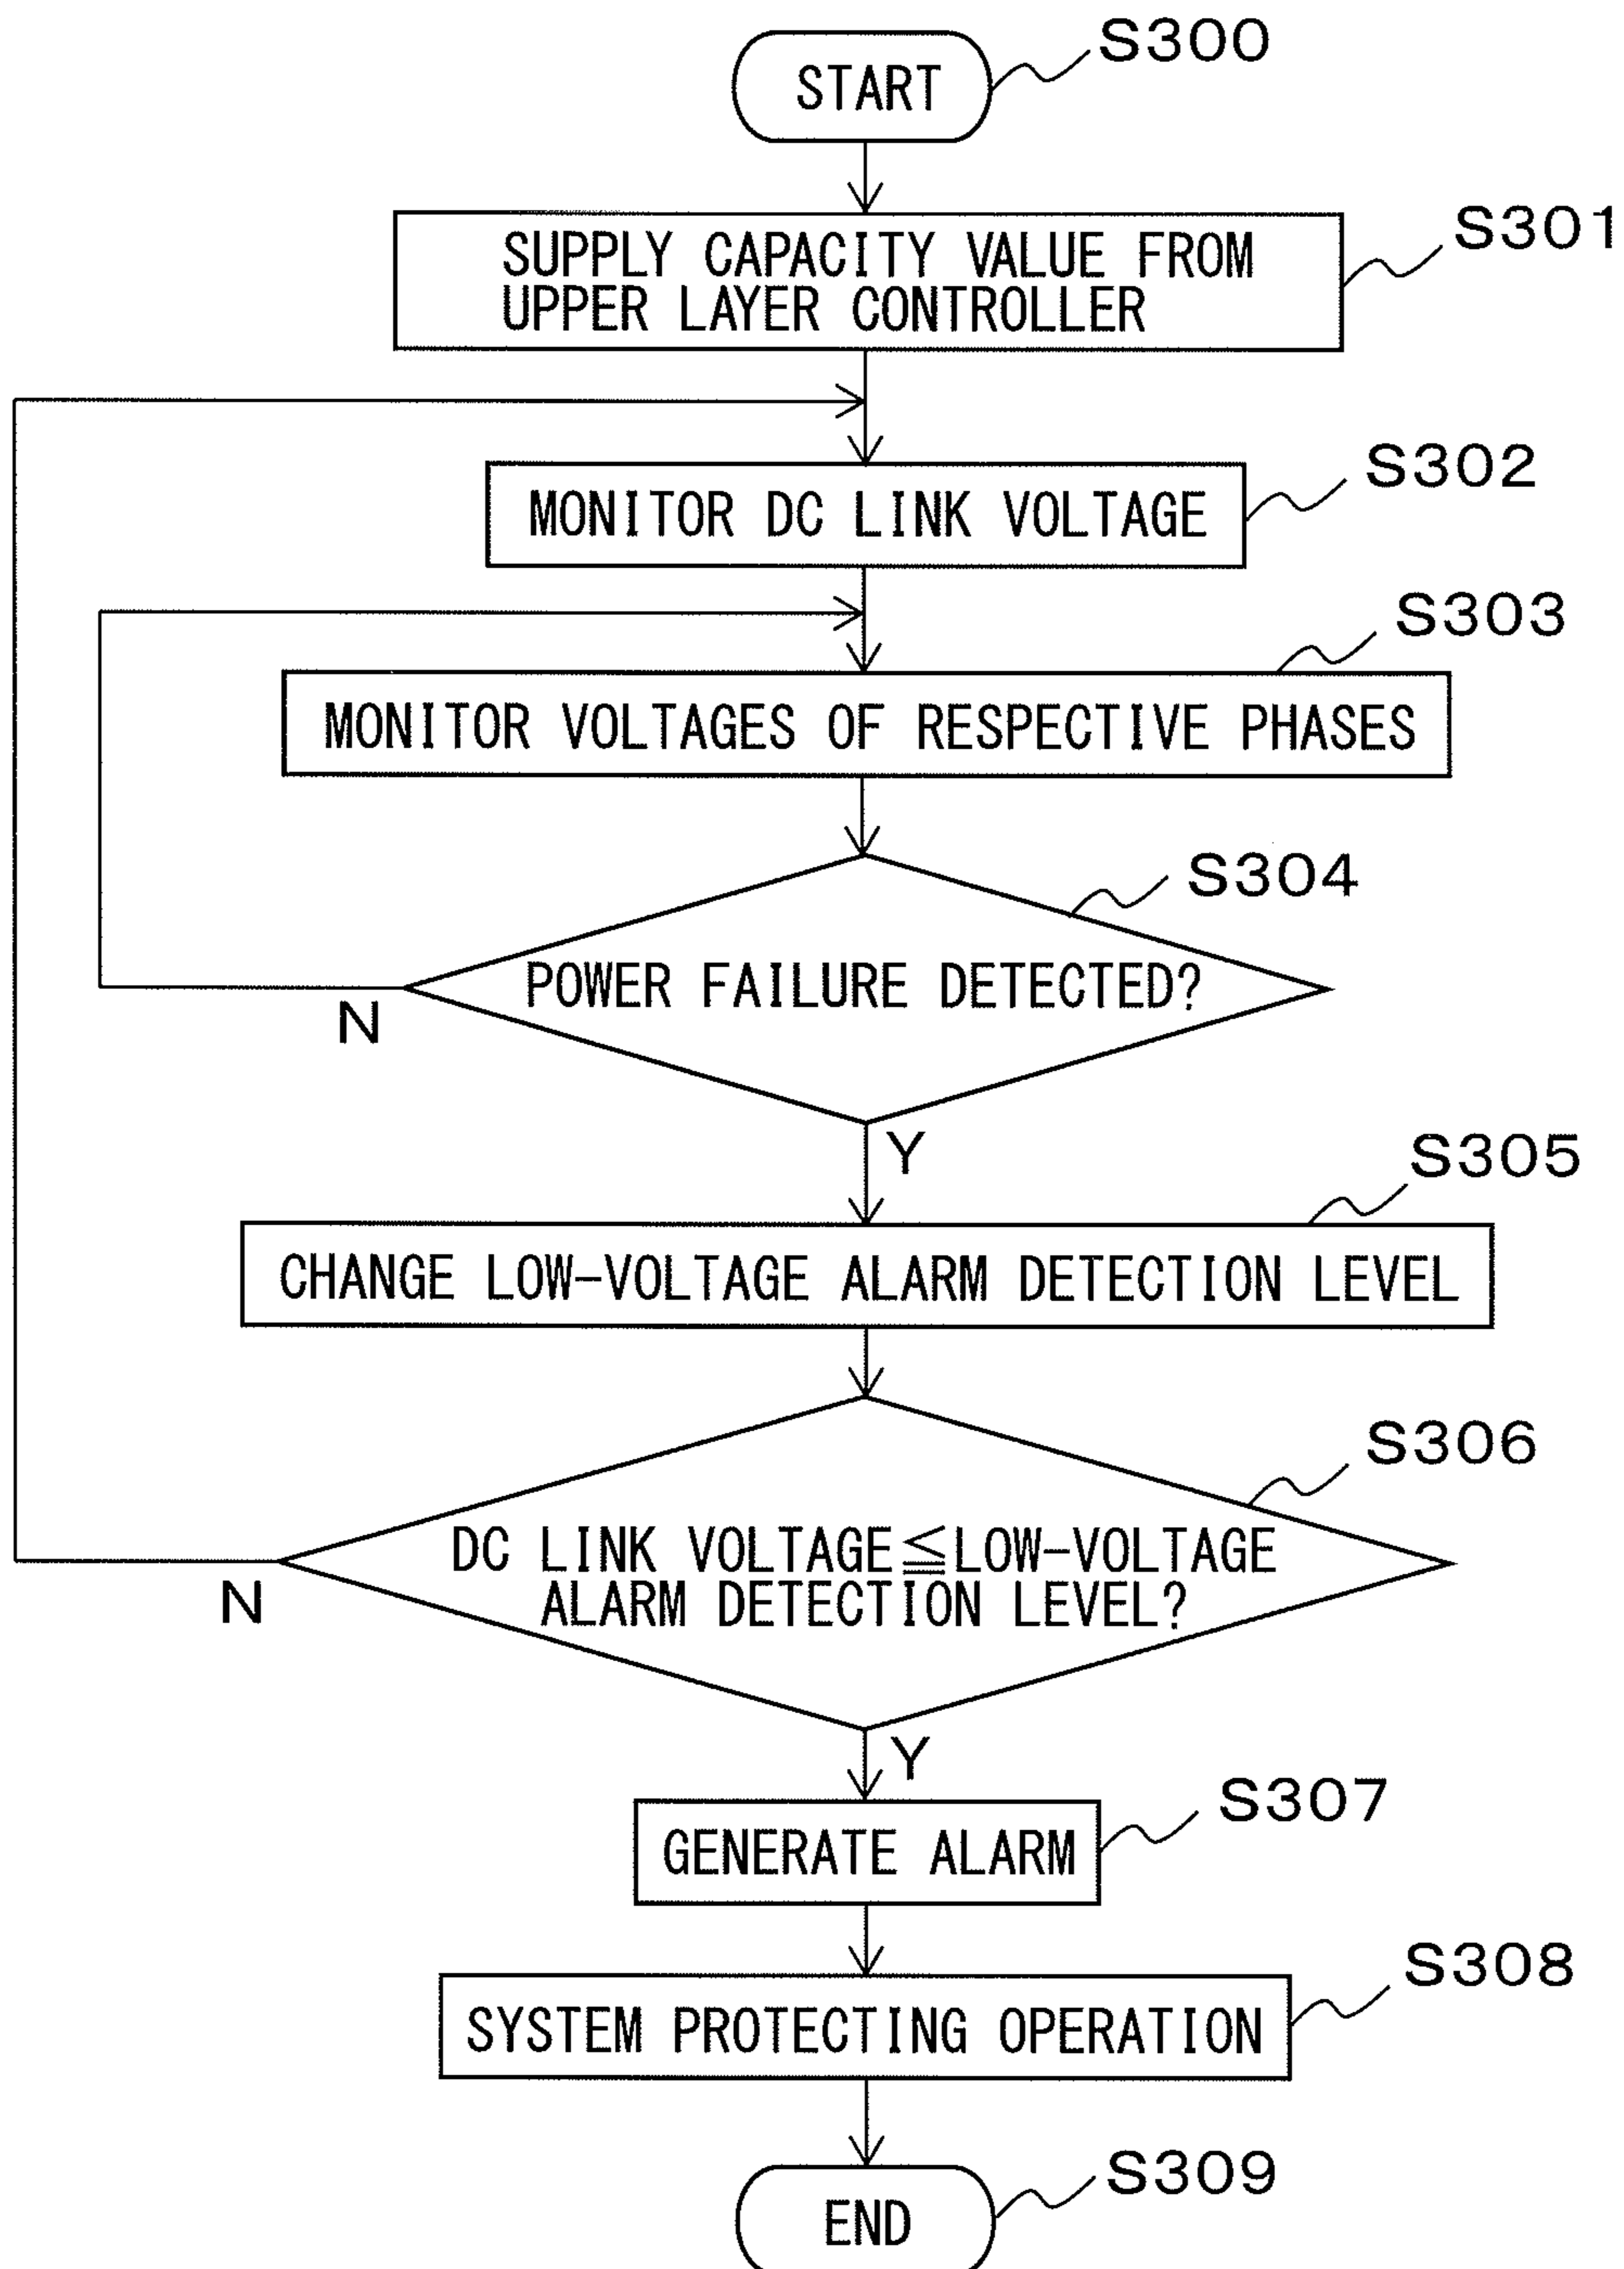 START
S300
SUPPLY CAPACITY VALUE FROM
UPPER LAYER CONTROLLER
S301
MONITOR DC LINK VOLTAGE
S302
MONITOR VOLTAGES OF RESPECTIVE PHASES
S303
POWER FAILURE DETECTED?
S304
N
Y
CHANGE LOW-VOLTAGE ALARM DETECTION LEVEL
S305
DC LINK VOLTAGE≦LOW-VOLTAGE
ALARM DETECTION LEVEL?
S306
N
Y
GENERATE ALARM
S307
SYSTEM PROTECTING OPERATION
S308
END
S309